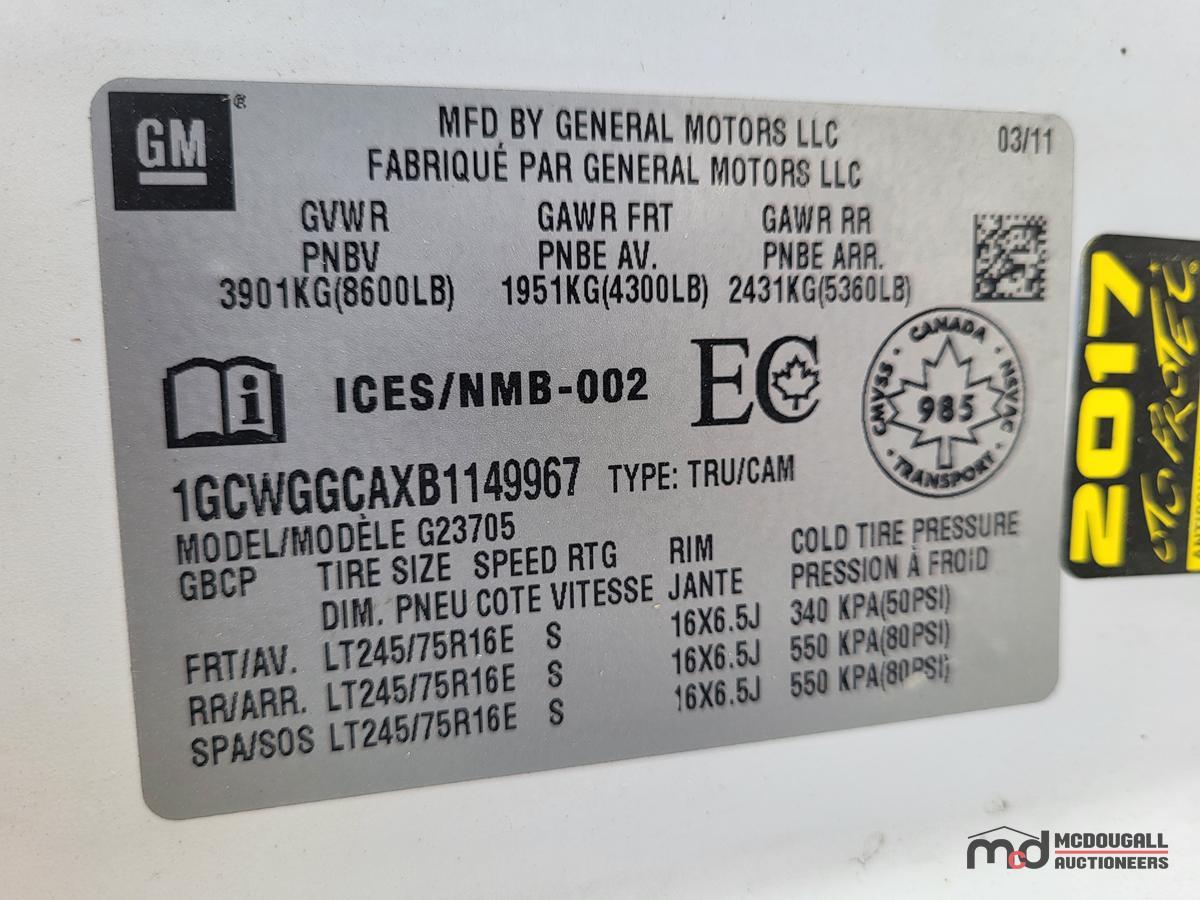 GM®
MFD BY GENERAL MOTORS LLC
03/11
FABRIQUÉ PAR GENERAL MOTORS LLC
GVWR GAWR FRT GAWR RR
PNBV PNBE AV. PNBE ARR.
3901KG(8600LB) 1951KG(4300LB) 2431KG(5360LB)
i ICES/NMB-002 EC
CANADA
CMVSS · 985 · NSVAC
· TRANSPORT ·
1GCWGGCAXB1149967 TYPE: TRU/CAM
MODEL/MODÈLE G23705
GBCP TIRE SIZE SPEED RTG RIM COLD TIRE PRESSURE
DIM. PNEU COTE VITESSE JANTE PRESSION À FROID
FRT/AV. LT245/75R16E S 16X6.5J 340 KPA(50PSI)
RR/ARR. LT245/75R16E S 16X6.5J 550 KPA(80PSI)
SPA/SOS LT245/75R16E S 16X6.5J 550 KPA(80PSI)
2017
mcd MCDOUGALL
AUCTIONEERS